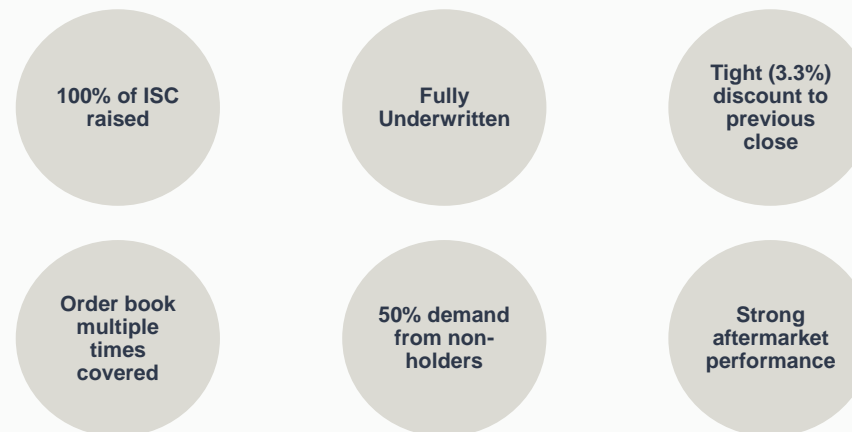 100% of ISC
raised
Fully
Underwritten
Tight (3.3%)
discount to
previous
close
Order book
multiple
times
covered
50% demand
from non-
holders
Strong
aftermarket
performance